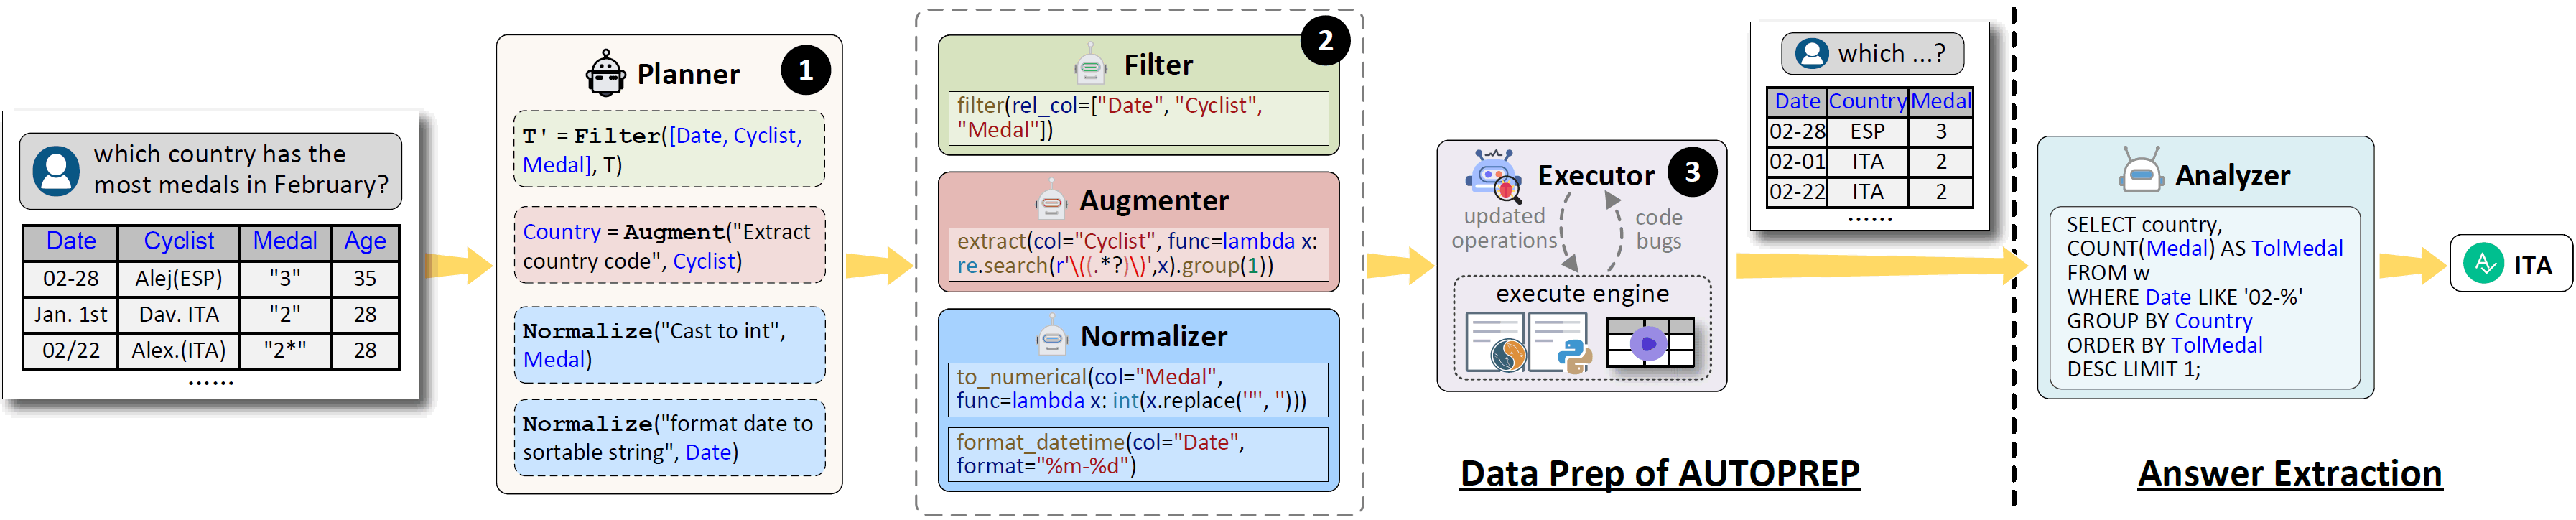 which country has the
most medals in February?
Date Cyclist Medal Age
02-28 Alej(ESP) "3" 35
Jan. 1st Dav. ITA "2" 28
02/22 Alex.(ITA) "2*" 28
......
Planner 1
T' = Filter([Date, Cyclist,
Medal], T)
Country = Augment("Extract
country code", Cyclist)
Normalize("Cast to int",
Medal)
Normalize("format date to
sortable string", Date)
2
Filter
filter(rel_col=["Date", "Cyclist",
"Medal"])
Augmenter
extract(col="Cyclist", func=lambda x:
re.search(r'\((.*?)\)',x).group(1))
Normalizer
to_numerical(col="Medal",
func=lambda x: int(x.replace('"', '')))
format_datetime(col="Date",
format="%m-%d")
Executor 3
updated
operations
code
bugs
execute engine
which ...?
Date Country Medal
02-28 ESP 3
02-01 ITA 2
02-22 ITA 2
......
Data Prep of AUTOPREP
Analyzer
SELECT country,
COUNT(Medal) AS TolMedal
FROM w
WHERE Date LIKE '02-%'
GROUP BY Country
ORDER BY TolMedal
DESC LIMIT 1;
ITA
Answer Extraction